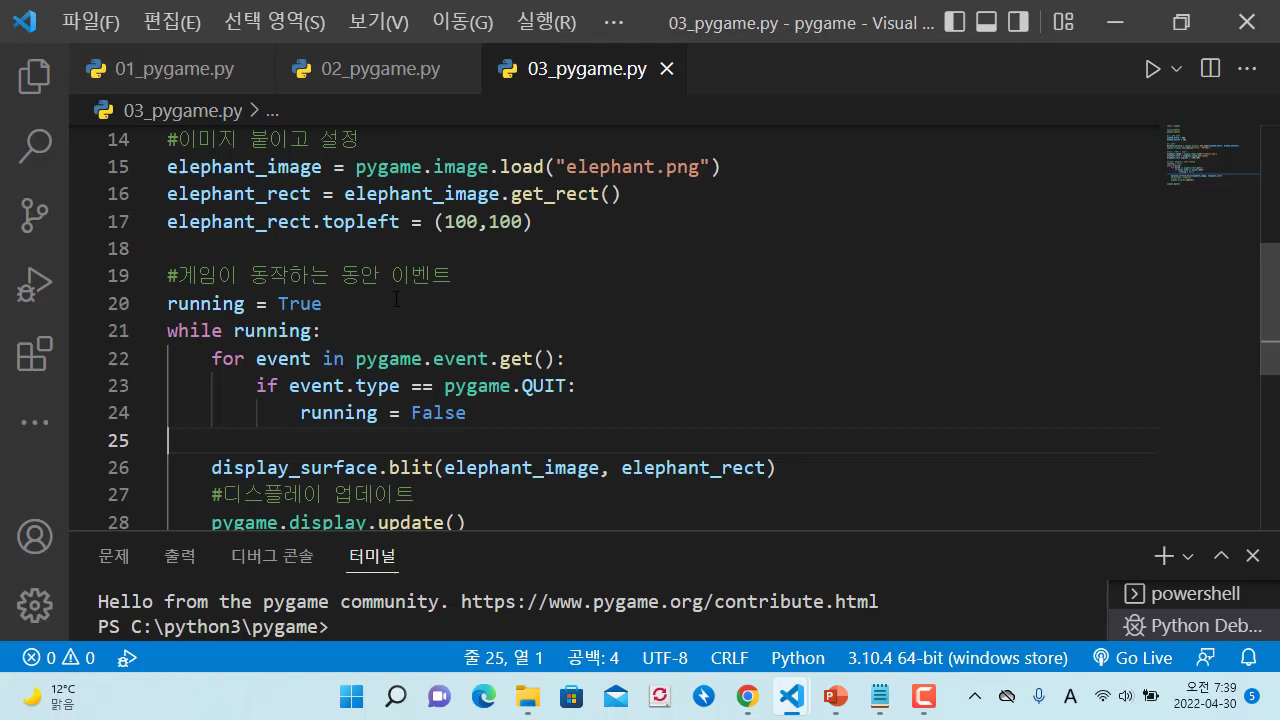 파일(F) 편집(E) 선택 영역(S) 보기(V) 이동(G) 실행(R) ··· 03_pygame.py - pygame - Visual ...
01_pygame.py 02_pygame.py 03_pygame.py
03_pygame.py > ...
14 #이미지 붙이고 설정
15 elephant_image = pygame.image.load("elephant.png")
16 elephant_rect = elephant_image.get_rect()
17 elephant_rect.topleft = (100,100)
18
19 #게임이 동작하는 동안 이벤트
20 running = True
21 while running:
22 for event in pygame.event.get():
23 if event.type == pygame.QUIT:
24 running = False
25
26 display_surface.blit(elephant_image, elephant_rect)
27 #디스플레이 업데이트
28 pygame.display.update()
문제 출력 디버그 콘솔 터미널
Hello from the pygame community. https://www.pygame.org/contribute.html
PS C:\python3\pygame>
powershell
Python Deb...
0 0 줄 25, 열 1 공백: 4 UTF-8 CRLF Python 3.10.4 64-bit (windows store) Go Live
12°C
맑음
A
오전 7:39
2022-04-30
5